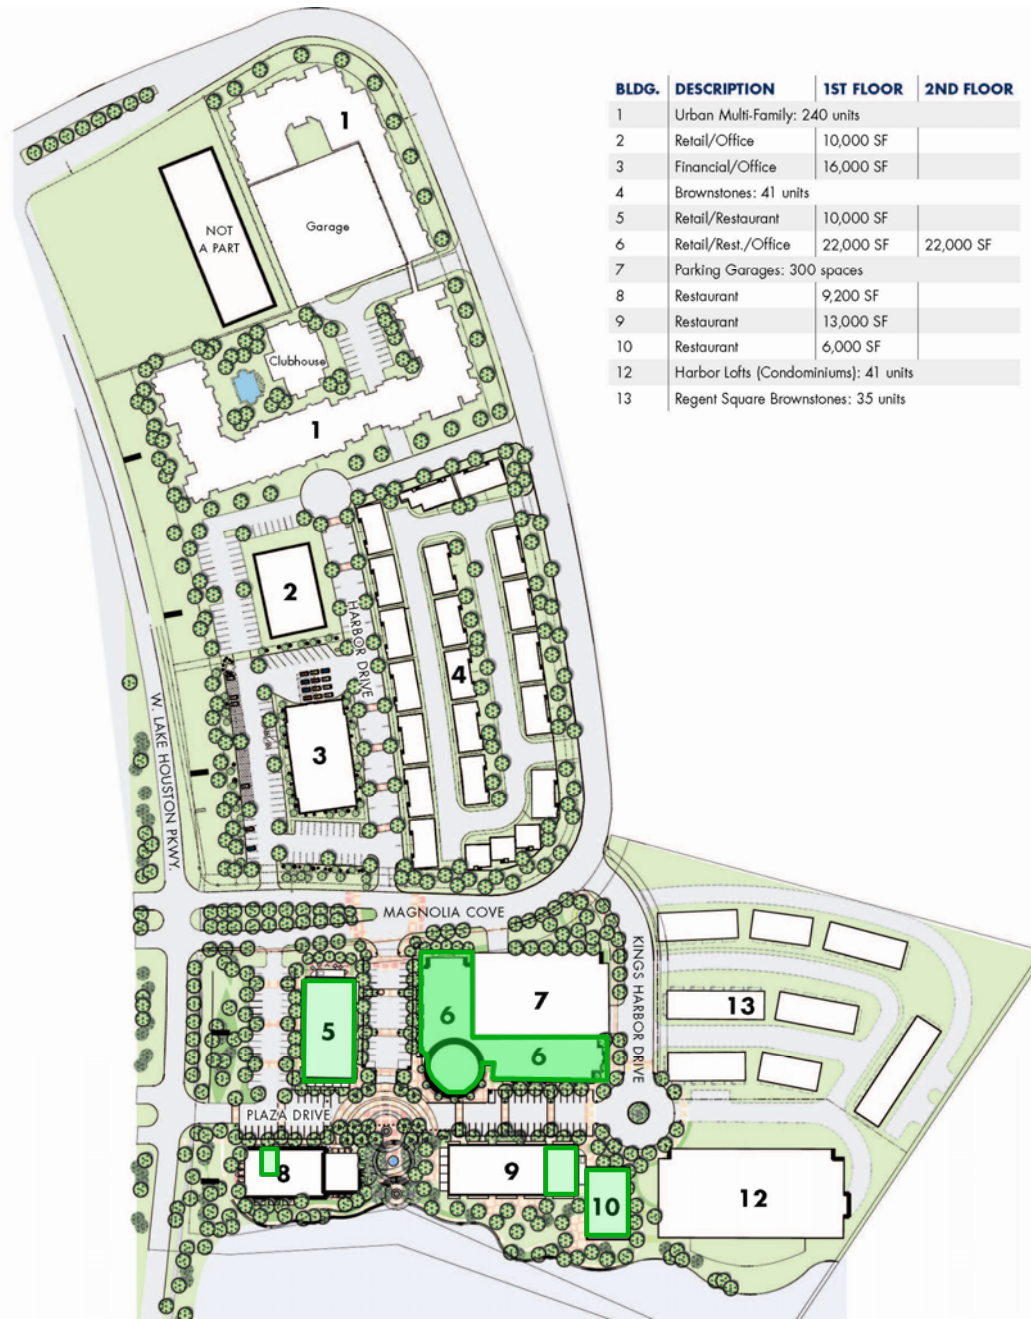 BLDG. DESCRIPTION 1ST FLOOR 2ND FLOOR
1 Urban Multi-Family: 240 units
2 Retail/Office 10,000 SF
3 Financial/Office 16,000 SF
4 Brownstones: 41 units
5 Retail/Restaurant 10,000 SF
6 Retail/Rest./Office 22,000 SF 22,000 SF
7 Parking Garages: 300 spaces
8 Restaurant 9,200 SF
9 Restaurant 13,000 SF
10 Restaurant 6,000 SF
12 Harbor Lofts (Condominiums): 41 units
13 Regent Square Brownstones: 35 units
1
NOT
A PART
Garage
Clubhouse
1
2
HARBOR DRIVE
4
W. LAKE HOUSTON PKWY.
3
MAGNOLIA COVE
KINGS HARBOR DRIVE
7
13
6
5
6
PLAZA DRIVE
8
9
10
12